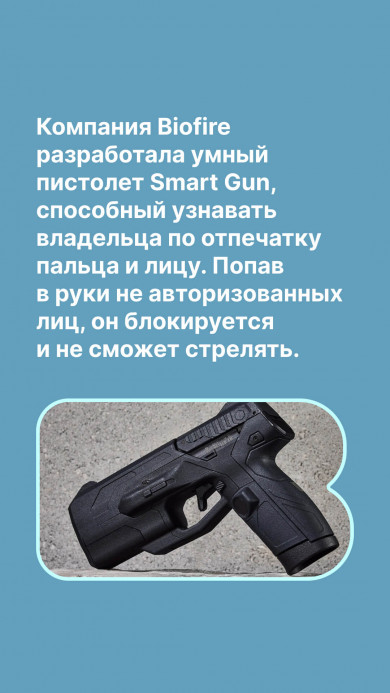 Компания Biofire
разработала умный
пистолет Smart Gun,
способный узнавать
владельца по отпечатку
пальца и лицу. Попав
в руки не авторизованных
лиц, он блокируется
и не сможет стрелять.